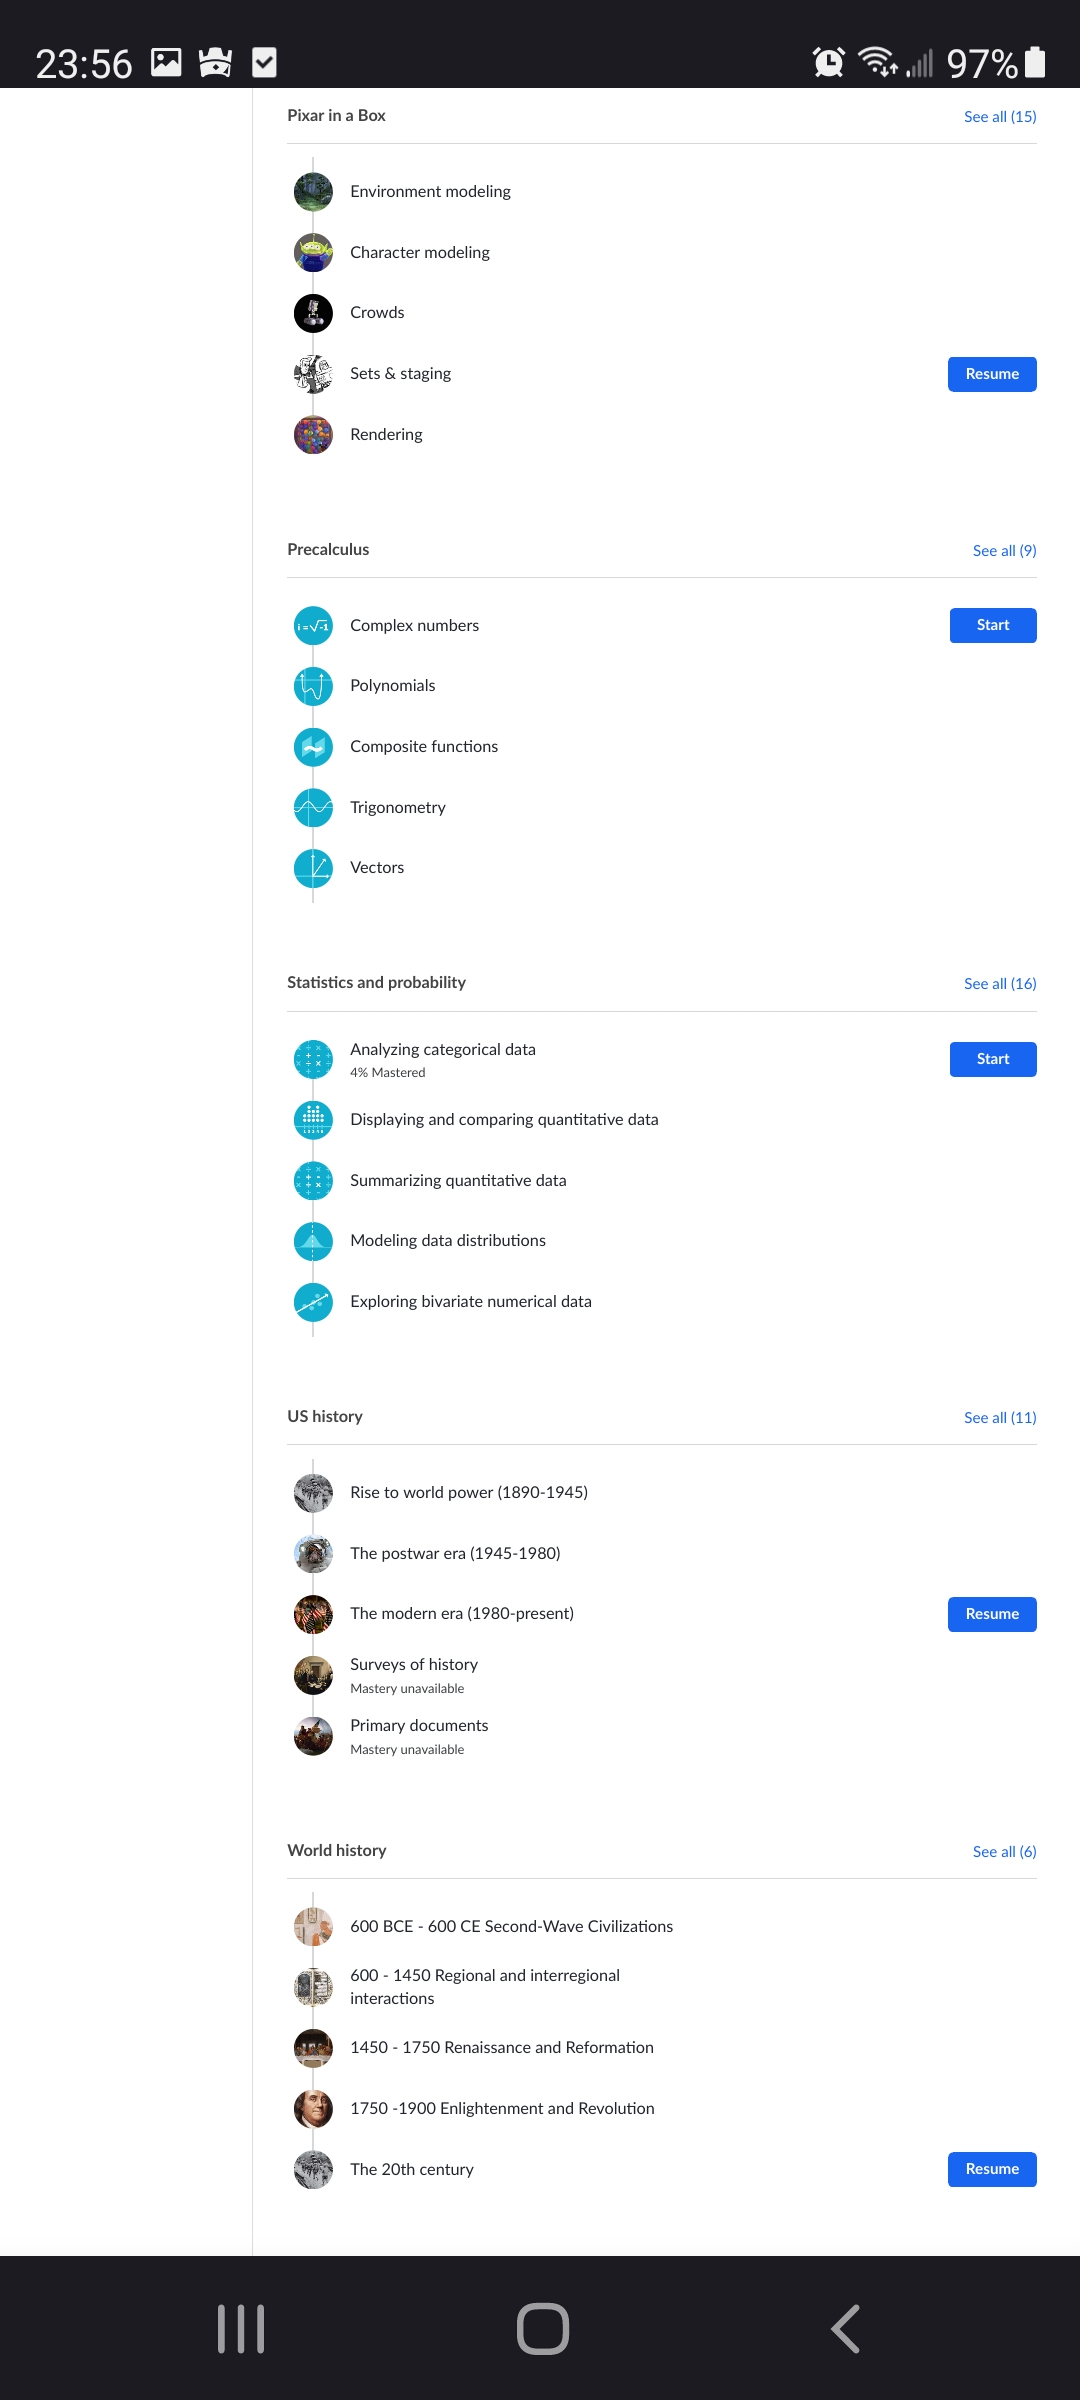 23:56
97%
Pixar in a Box
See all (15)
Environment modeling
Character modeling
Crowds
Sets & staging
Resume
Rendering
Precalculus
See all (9)
i = √-1
Complex numbers
Start
Polynomials
Composite functions
Trigonometry
Vectors
Statistics and probability
See all (16)
Analyzing categorical data
4% Mastered
Start
Displaying and comparing quantitative data
Summarizing quantitative data
Modeling data distributions
Exploring bivariate numerical data
US history
See all (11)
Rise to world power (1890-1945)
The postwar era (1945-1980)
The modern era (1980-present)
Resume
Surveys of history
Mastery unavailable
Primary documents
Mastery unavailable
World history
See all (6)
600 BCE - 600 CE Second-Wave Civilizations
600 - 1450 Regional and interregional
interactions
1450 - 1750 Renaissance and Reformation
1750 -1900 Enlightenment and Revolution
The 20th century
Resume